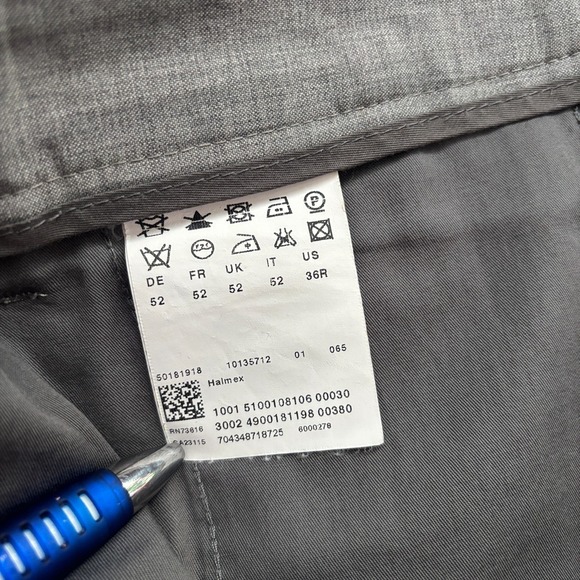 P
DE FR UK IT US
52 52 52 52 36R
50181918 10135712 01 065
Halmex
1001 5100108106 00030
3002 4900181198 00380
RN73816
CA23115 704348718725 6000278